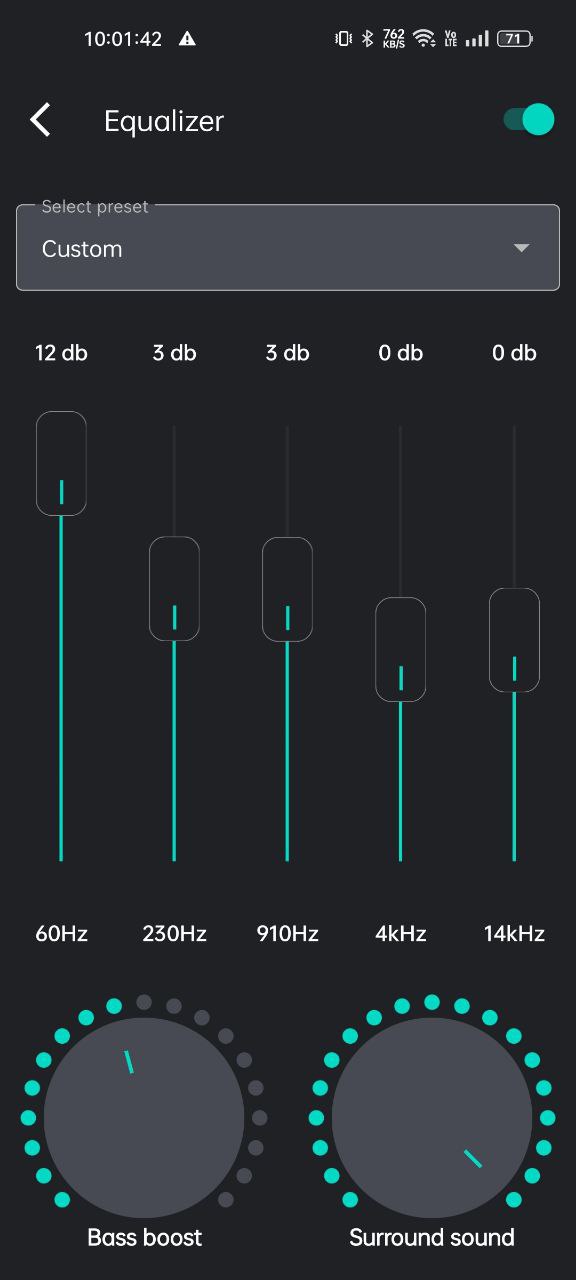 10:01:42 762 KB/S Vo LTE 71
Equalizer
Select preset
Custom
12 db 3 db 3 db 0 db 0 db
60Hz 230Hz 910Hz 4kHz 14kHz
Bass boost Surround sound